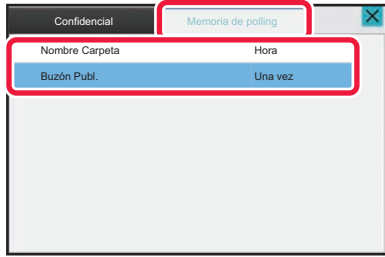 Confidencial Memoria de polling
Nombre Carpeta Hora
Buzón Publ. Una vez